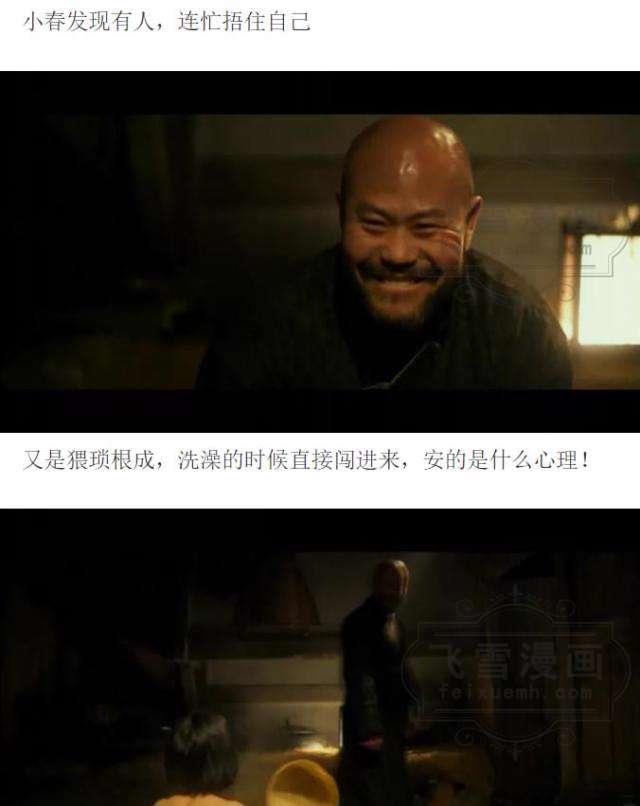 小春发现有人，连忙捂住自己
m.com
又是猥琐根成，洗澡的时候直接闯进来，安的是什么心理！
飞雪漫画
feixuemh.com